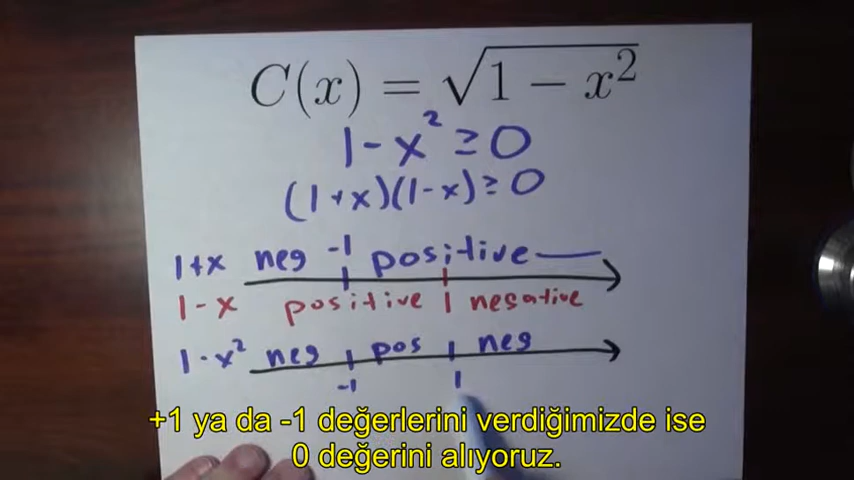 C(x) = √1 − x²
1 - x² ≥ 0
(1+x)(1-x) ≥ 0
1+x neg -1 positive
1-x positive 1 negative
1-x² neg pos neg
-1 1
+1 ya da -1 değerlerini verdiğimizde ise
0 değerini alıyoruz.